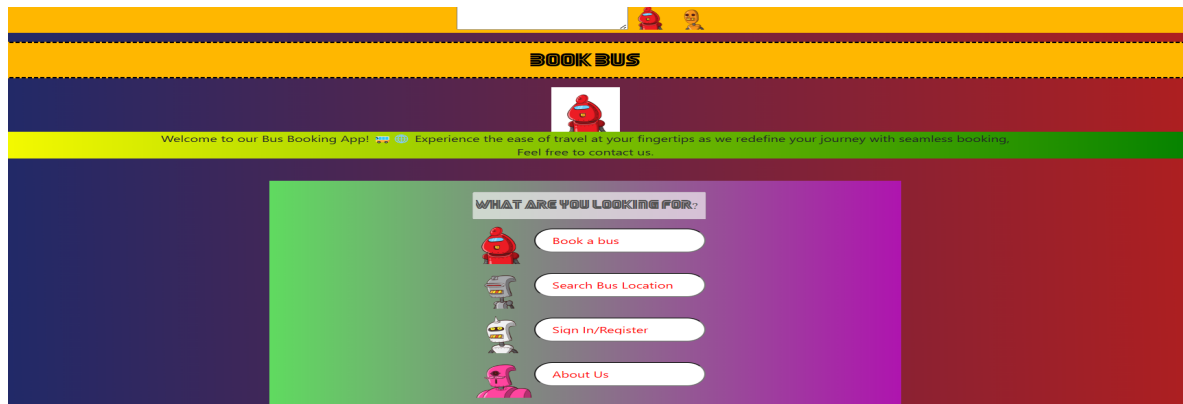 BOOK BUS
Welcome to our Bus Booking App! 🚌 🌐 Experience the ease of travel at your fingertips as we redefine your journey with seamless booking,
Feel free to contact us.
WHAT ARE YOU LOOKING FOR?
Book a bus
Search Bus Location
Sign In/Register
About Us